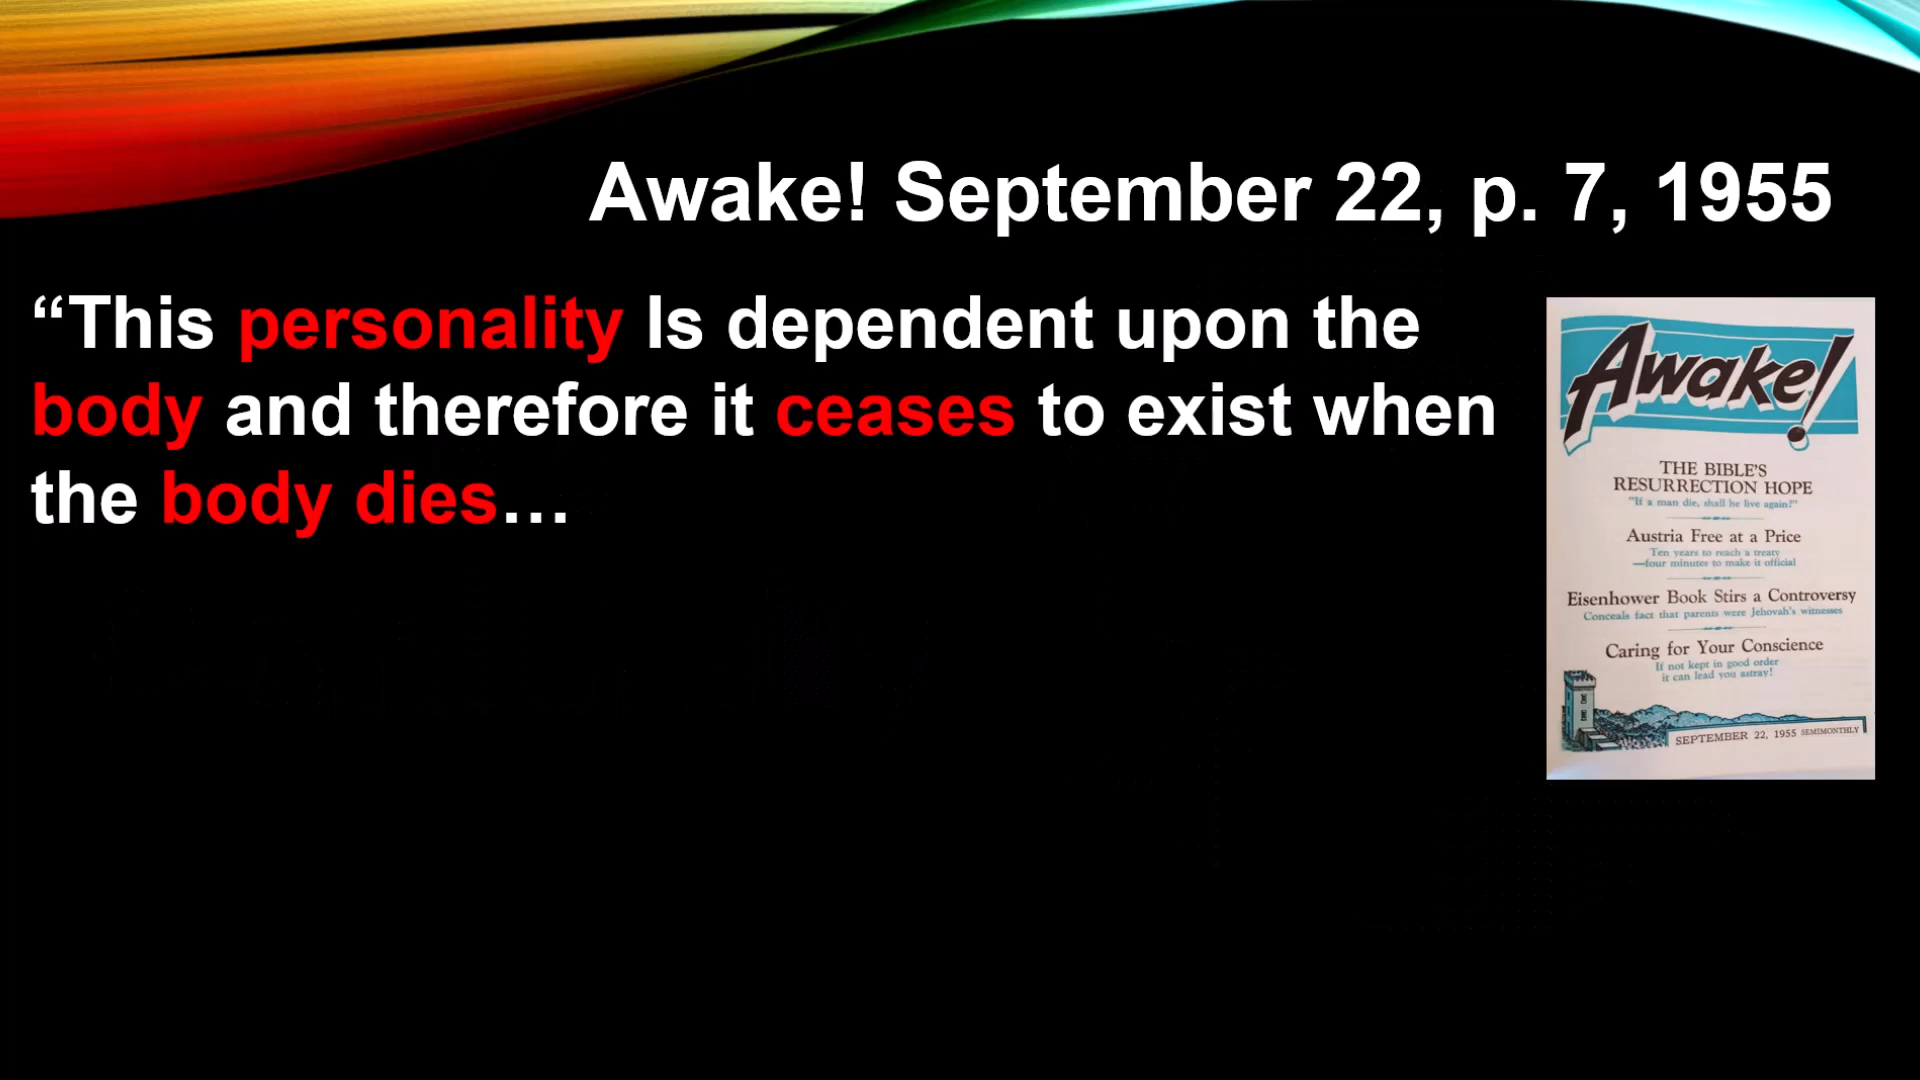 Awake! September 22, p. 7, 1955
“This personality Is dependent upon the
body and therefore it ceases to exist when
the body dies…
Awake!
THE BIBLE'S
RESURRECTION HOPE
"If a man die, shall he live again?"
Austria Free at a Price
Ten years to reach a treaty
—four minutes to make it official
Eisenhower Book Stirs a Controversy
Conceals fact that parents were Jehovah's witnesses
Caring for Your Conscience
If not kept in good order
it can lead you astray!
SEPTEMBER 22, 1955 SEMIMONTHLY